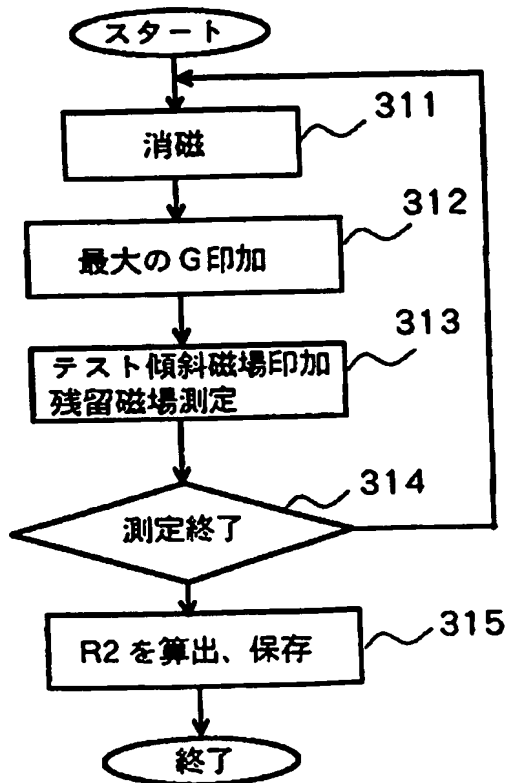 スタート
311
消磁
312
最大のG印加
313
テスト傾斜磁場印加
残留磁場測定
314
測定終了
315
R2を算出、保存
終了